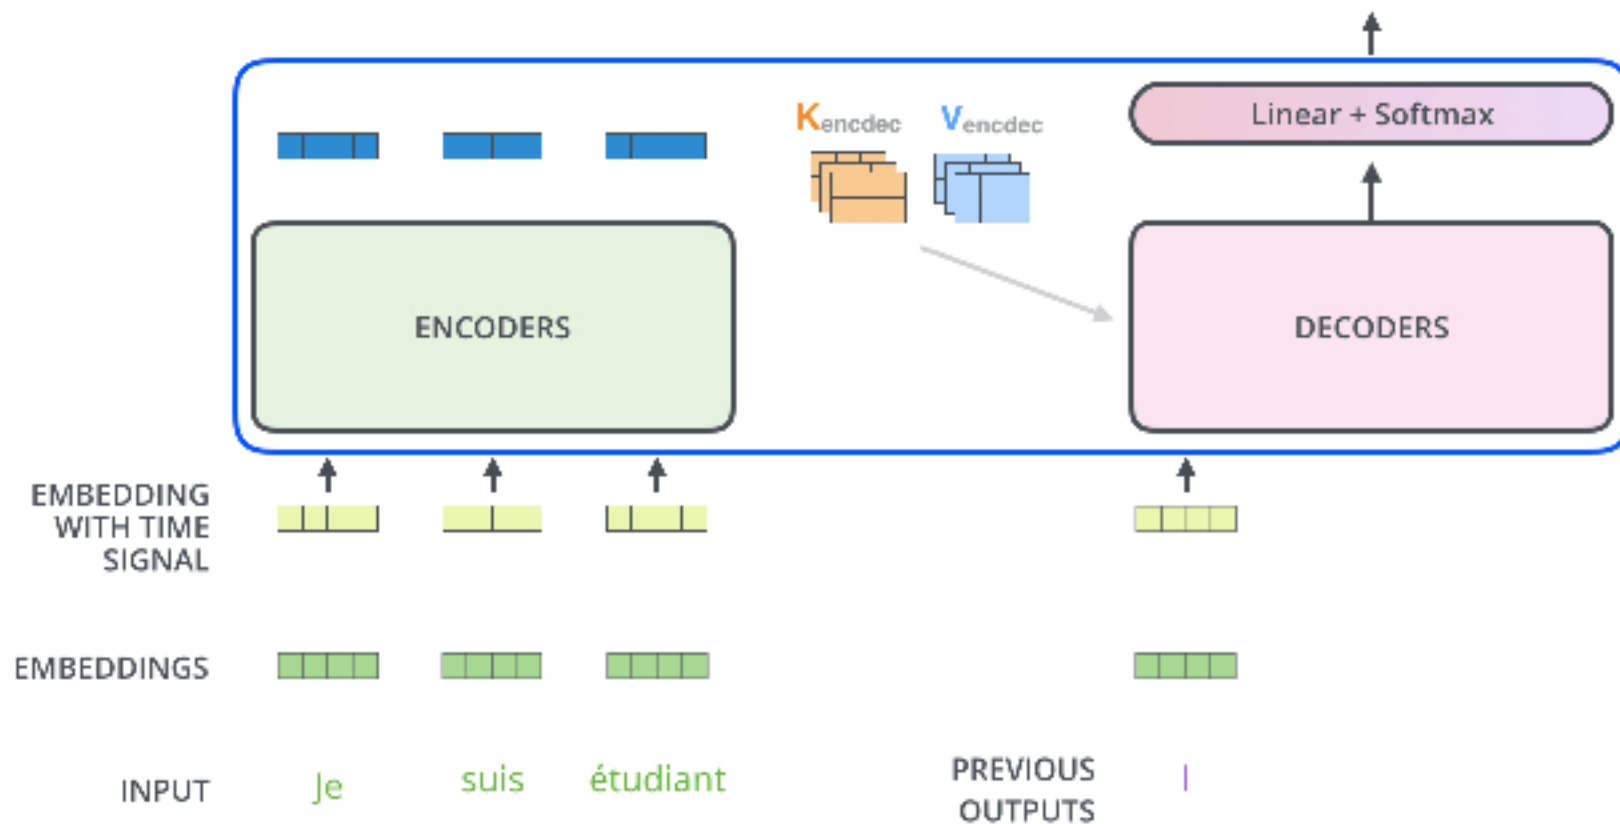 Kencdec Vencdec
Linear + Softmax
ENCODERS
DECODERS
EMBEDDING
WITH TIME
SIGNAL
EMBEDDINGS
INPUT
Je suis étudiant
PREVIOUS
OUTPUTS
I